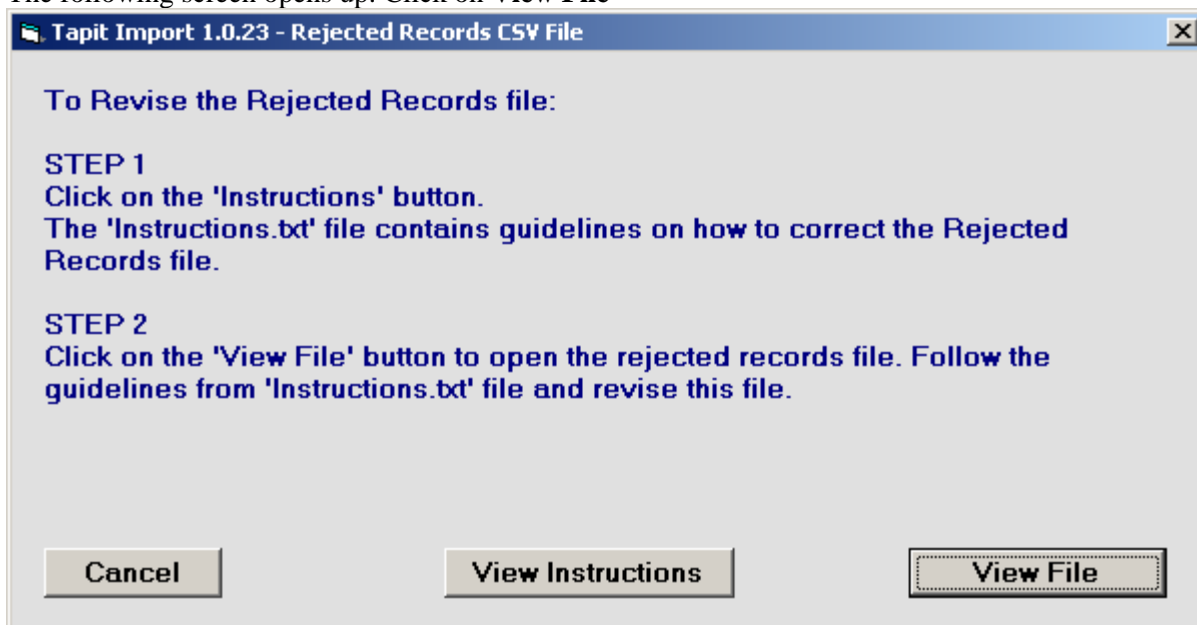 The following screen opens up. Click on View File
Tapit Import 1.0.23 - Rejected Records CSV File
To Revise the Rejected Records file:
STEP 1
Click on the 'Instructions' button.
The 'Instructions.txt' file contains guidelines on how to correct the Rejected
Records file.
STEP 2
Click on the 'View File' button to open the rejected records file. Follow the
guidelines from 'Instructions.txt' file and revise this file.
Cancel
View Instructions
View File